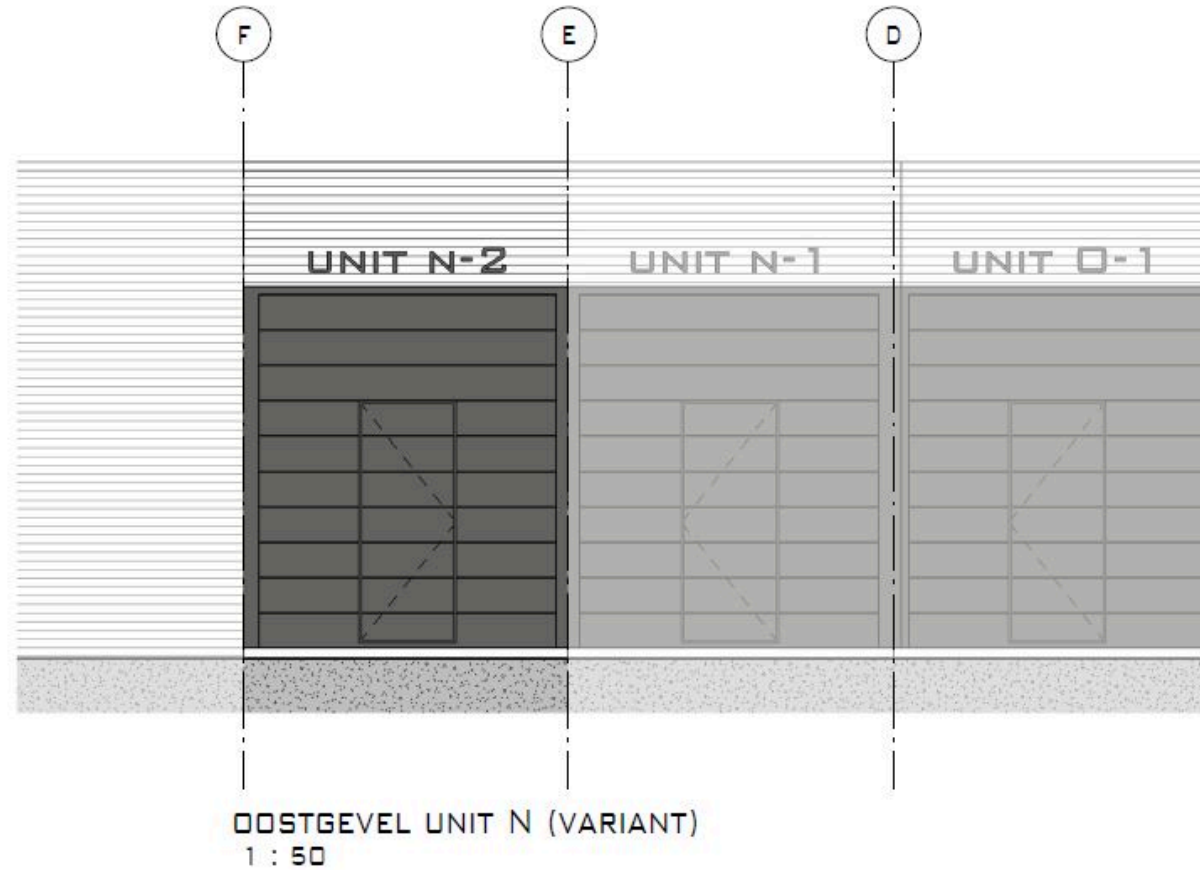 F E D
UNIT N-2 UNIT N-1 UNIT O-1
OOSTGEVEL UNIT N (VARIANT)
1 : 50